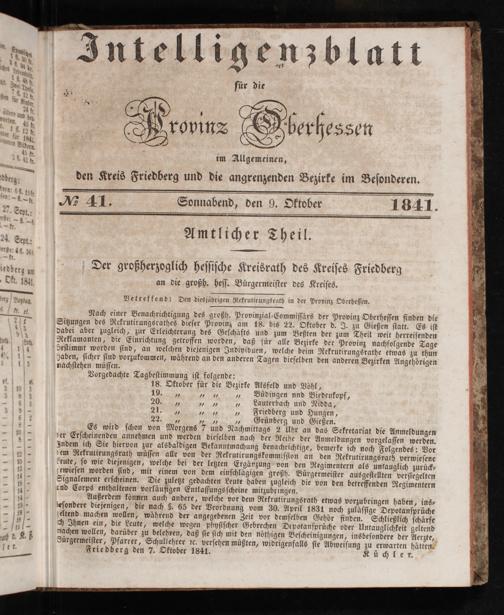 Intelligenzblatt
für die
Provinz Oberhessen
im Allgemeinen,
den Kreis Friedberg und die angrenzenden Bezirke im Besonderen.
№ 41. Sonnabend, den 9. Oktober 1841.
Amtlicher Theil.
Der großherzoglich hessische Kreisrath des Kreises Friedberg
an die großh. hess. Bürgermeister des Kreises.
Betreffend: Den diesjährigen Rekrutirungsrath in der Provinz Oberhessen.
Nach einer Benachrichtigung des großh. Provinzial-Commissärs der Provinz Oberhessen finden die
Sitzungen des Rekrutirungsrathes dieser Provinz am 18. bis 22. Oktober d. J. zu Gießen statt. Es ist
dabei aber zugleich, zur Erleichterung des Geschäfts und zum Besten der zum Theil weit herreisenden
Reklamanten, die Einrichtung getroffen worden, daß für alle Bezirke der Provinz nachfolgende Tage
bestimmt worden sind, an welchen diejenigen Individuen, welche beim Rekrutirungsrathe etwas zu thun
haben, sicher sind vorzukommen, während an den anderen Tagen dieselben den anderen Bezirken Angehörigen
nachstehen müssen.
Vorgedachte Tagbestimmung ist folgende:
18. Oktober für die Bezirke Alsfeld und Vöhl,
19. „ „ „ „ Büdingen und Biedenkopf,
20. „ „ „ „ Lauterbach und Nidda,
21. „ „ „ „ Friedberg und Hungen,
22. „ „ „ „ Grünberg und Gießen.
Es wird schon von Morgens 7 und Nachmittags 2 Uhr an das Sekretariat die Anmeldungen
der Erscheinenden annehmen und werden dieselben nach der Reihe der Anmeldungen vorgelassen werden.
Indem ich Sie hiervon zur alsbaldigen Bekanntmachung benachrichtige, bemerke ich noch Folgendes: Vor
dem Rekrutirungsrath müssen alle von der Rekrutirungskommission an den Rekrutirungsrath verwiesene
Leute, so wie diejenigen, welche bei der letzten Ergänzung von den Regimentern als untauglich zurück-
gewiesen worden sind, mit einem von dem einschlägigen großh. Bürgermeister ausgestellten versiegelten
Signalement erscheinen. Die zuletzt gedachten Leute haben zugleich die von den betreffenden Regimentern
und Corps enthaltenen vorläufigen Entlassungsscheine mitzubringen.
Außerdem können auch andere, welche vor dem Rekrutirungsrath etwas vorzubringen haben, ins-
besondere diejenigen, die nach § 65 der Verordnung vom 30. April 1831 noch zulässige Depotansprüche
geltend machen wollen, während der angegebenen Zeit vor demselben Gehör finden. Schließlich schärfe
ich Ihnen ein, die Leute, welche wegen physischer Gebrechen Depotansprüche oder Untauglichkeit geltend
machen wollen, darüber zu belehren, daß sie sich mit den nöthigen Bescheinigungen, insbesondere der Aerzte,
Bürgermeister, Pfarrer, Schullehrer ꝛc. versehen müßten, widrigenfalls sie Abweisung zu erwarten hätten.
Friedberg den 7. Oktober 1841. Küchler.